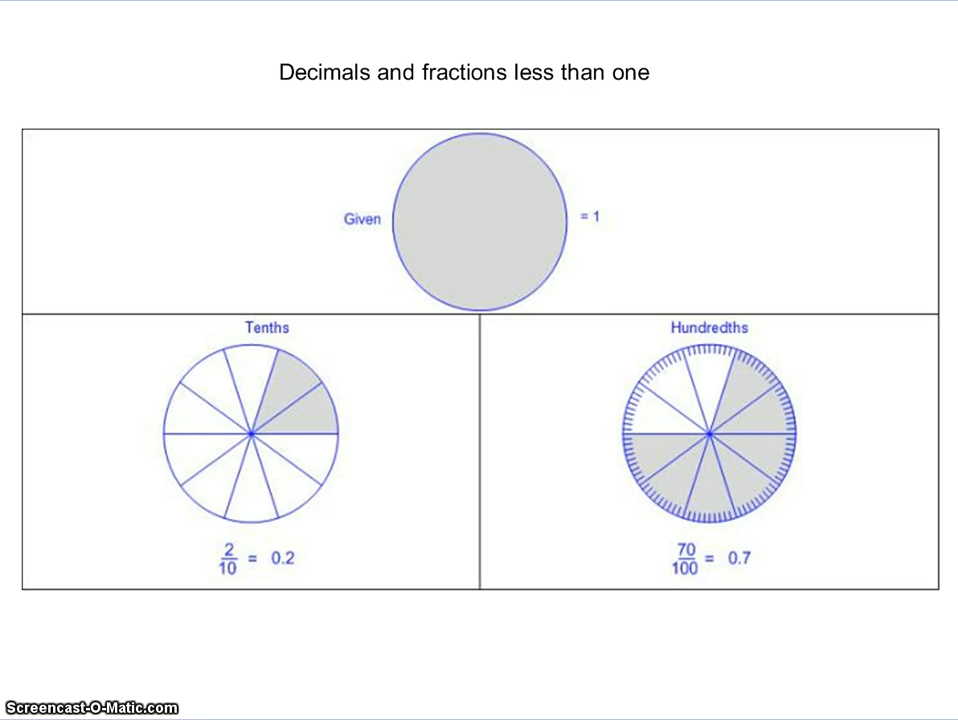 Decimals and fractions less than one
Given = 1
Tenths
Hundredths
2/10 = 0.2
70/100 = 0.7
Screencast-O-Matic.com